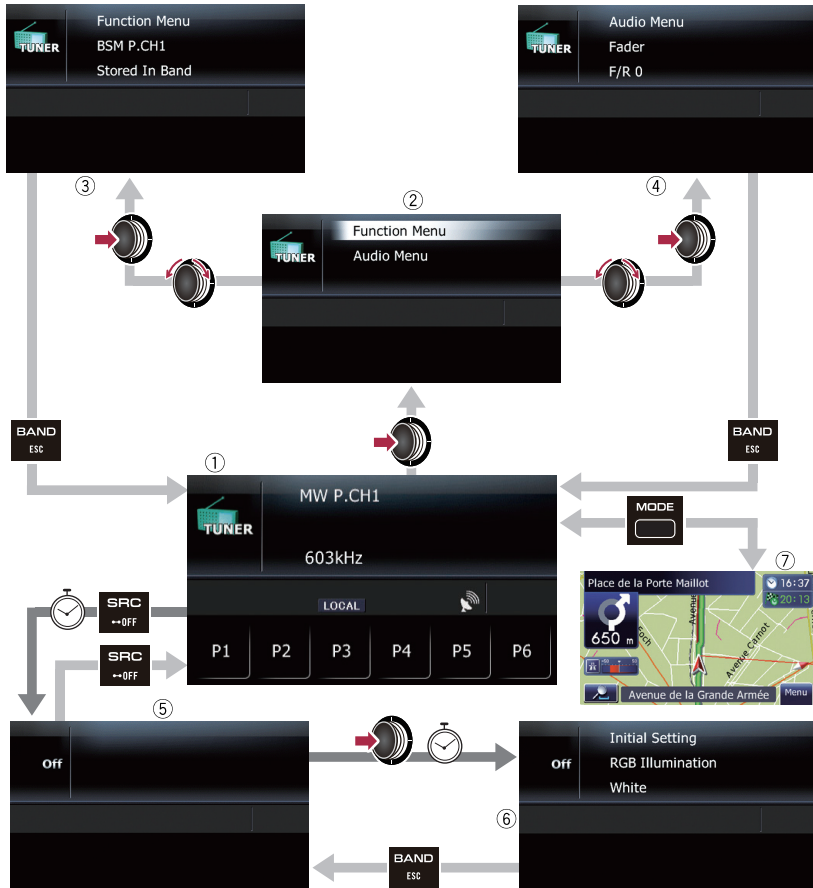 Function Menu
TUNER
BSM P.CH1
Stored In Band
Audio Menu
TUNER
Fader
F/R 0
③
②
④
Function Menu
TUNER
Audio Menu
BAND
ESC
BAND
ESC
①
MW P.CH1
TUNER
603kHz
LOCAL
P1 P2 P3 P4 P5 P6
MODE
⑦
Place de la Porte Maillot
16:37
20:13
650 m
Avenue Carnot
Avenue de la Grande Armée
Menu
SRC
OFF
SRC
OFF
⑤
Off
Initial Setting
Off
RGB Illumination
White
⑥
BAND
ESC